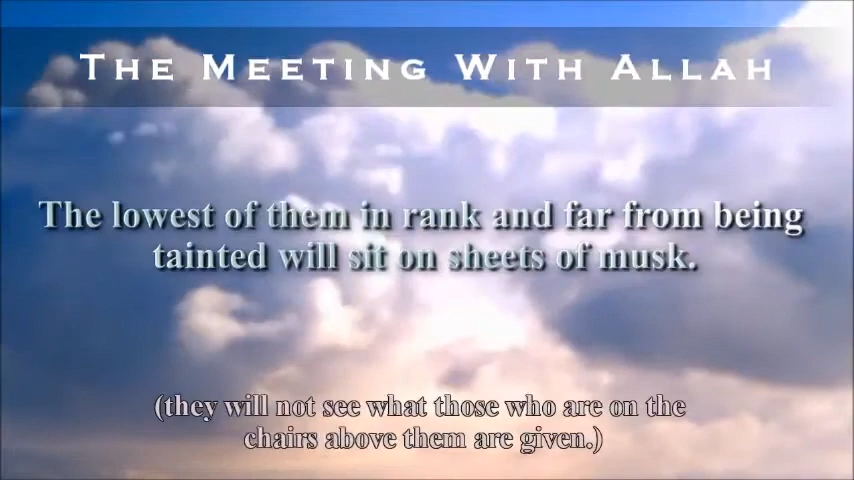 The Meeting With Allah
The lowest of them in rank and far from being
tainted will sit on sheets of musk.
(they will not see what those who are on the
chairs above them are given.)